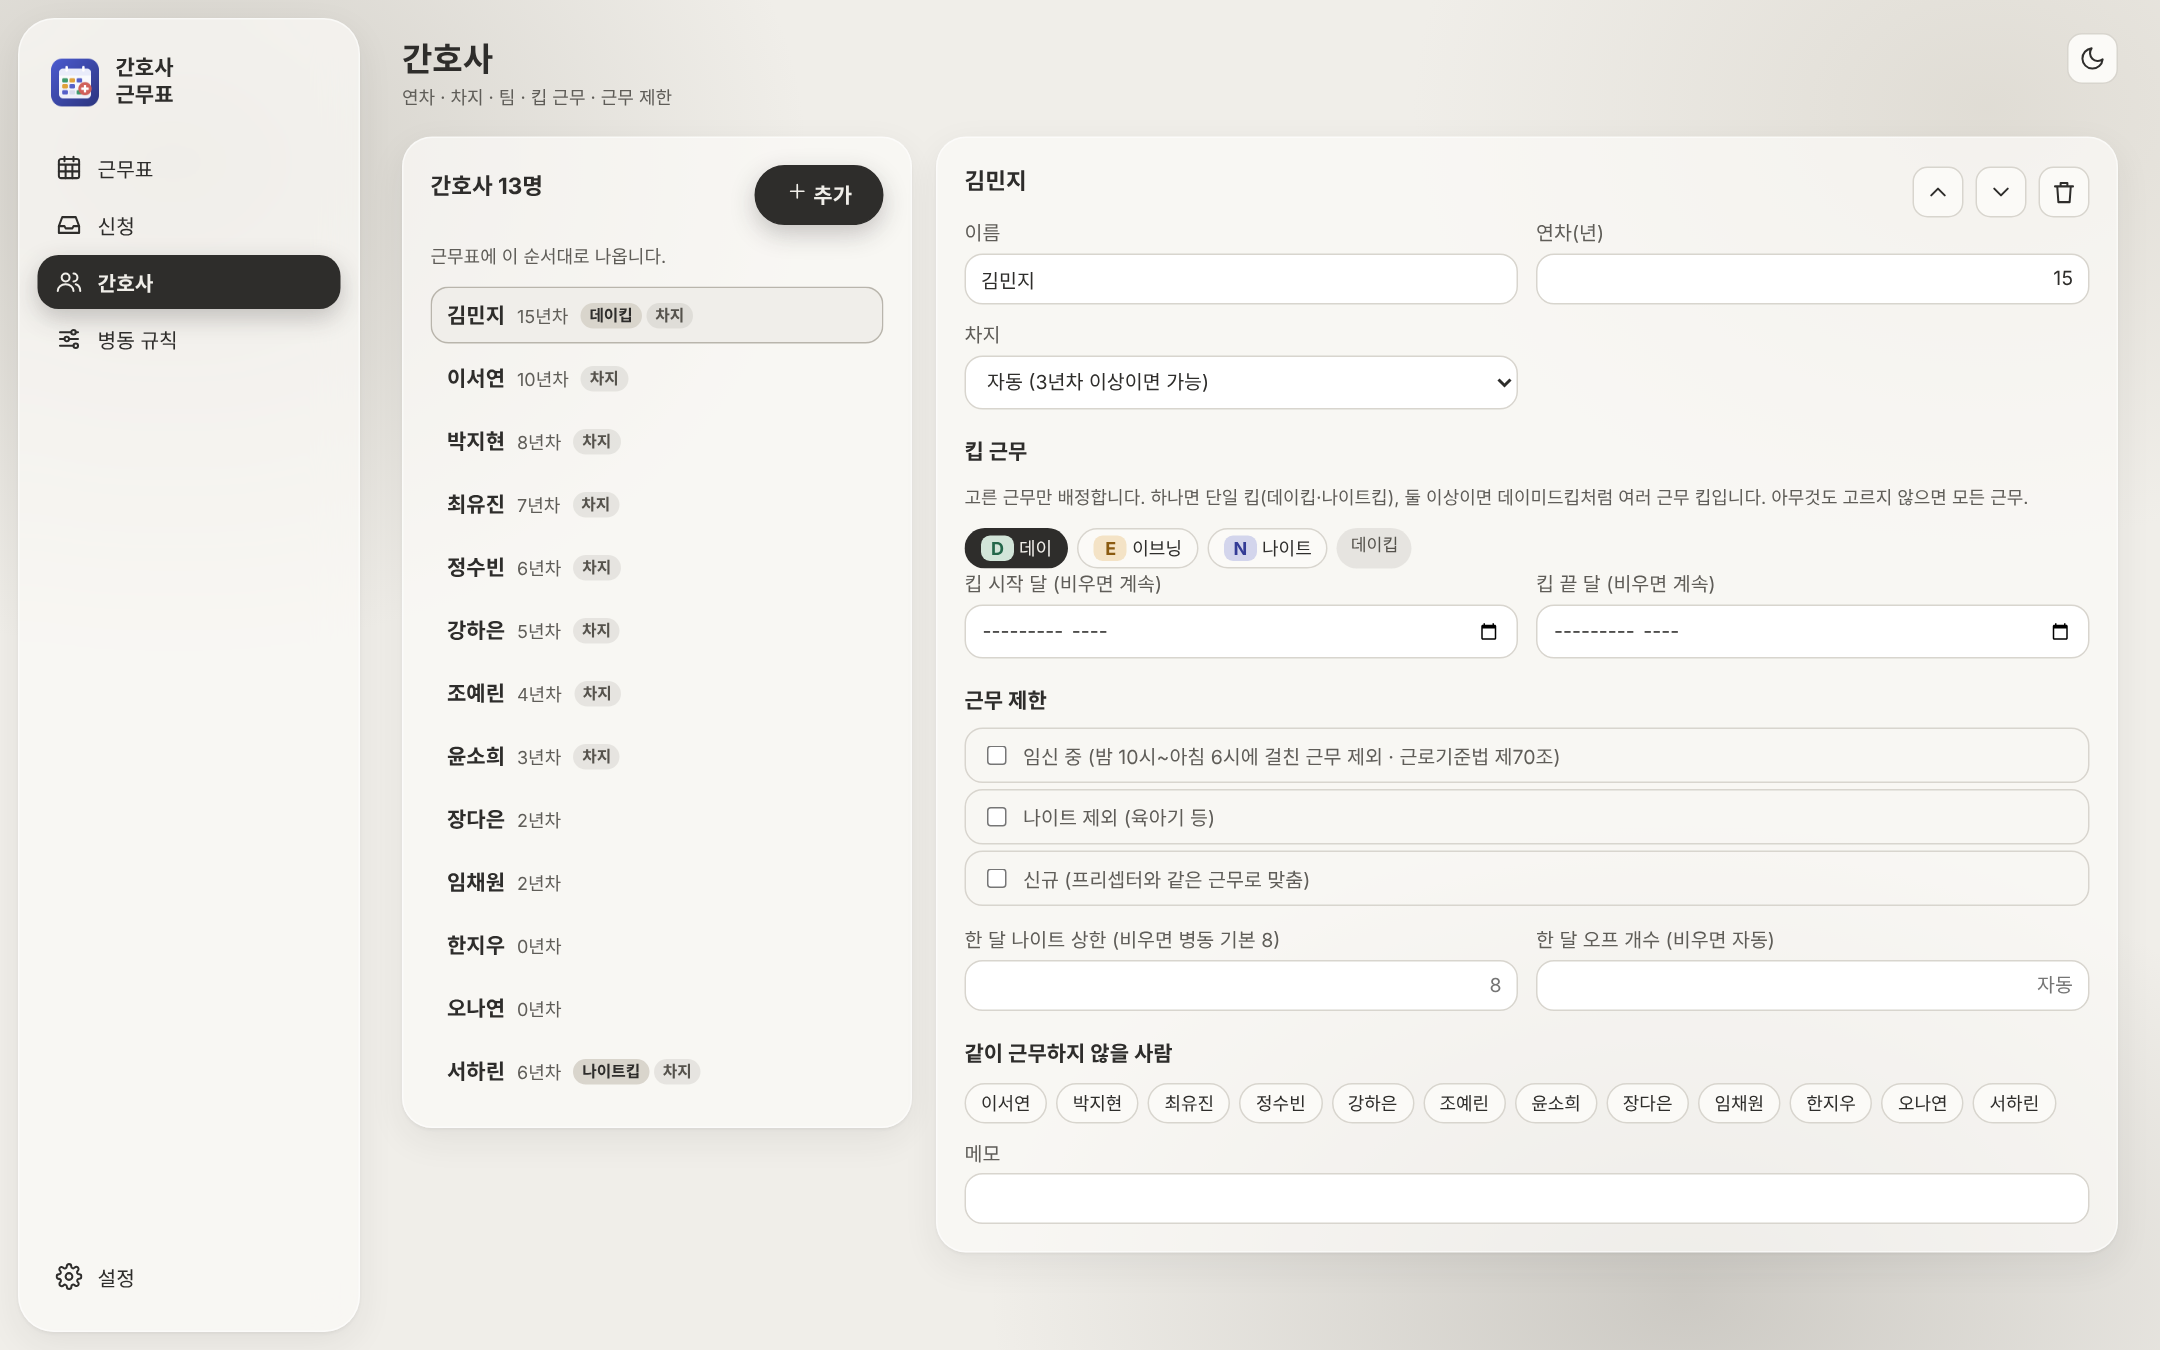 간호사
근무표
근무표
신청
간호사
병동 규칙
설정
간호사
연차 · 차지 · 팀 · 킵 근무 · 근무 제한
간호사 13명
+ 추가
근무표에 이 순서대로 나옵니다.
김민지 15년차 데이킵 차지
이서연 10년차 차지
박지현 8년차 차지
최유진 7년차 차지
정수빈 6년차 차지
강하은 5년차 차지
조예린 4년차 차지
윤소희 3년차 차지
장다은 2년차
임채원 2년차
한지우 0년차
오나연 0년차
서하린 6년차 나이트킵 차지
김민지
이름 연차(년)
김민지 15
차지
자동 (3년차 이상이면 가능)
킵 근무
고른 근무만 배정합니다. 하나면 단일 킵(데이킵·나이트킵), 둘 이상이면 데이미드킵처럼 여러 근무 킵입니다. 아무것도 고르지 않으면 모든 근무.
D 데이 E 이브닝 N 나이트 데이킵
킵 시작 달 (비우면 계속) 킵 끝 달 (비우면 계속)
--------- ---- --------- ----
근무 제한
임신 중 (밤 10시~아침 6시에 걸친 근무 제외 · 근로기준법 제70조)
나이트 제외 (육아기 등)
신규 (프리셉터와 같은 근무로 맞춤)
한 달 나이트 상한 (비우면 병동 기본 8) 한 달 오프 개수 (비우면 자동)
8 자동
같이 근무하지 않을 사람
이서연 박지현 최유진 정수빈 강하은 조예린 윤소희 장다은 임채원 한지우 오나연 서하린
메모